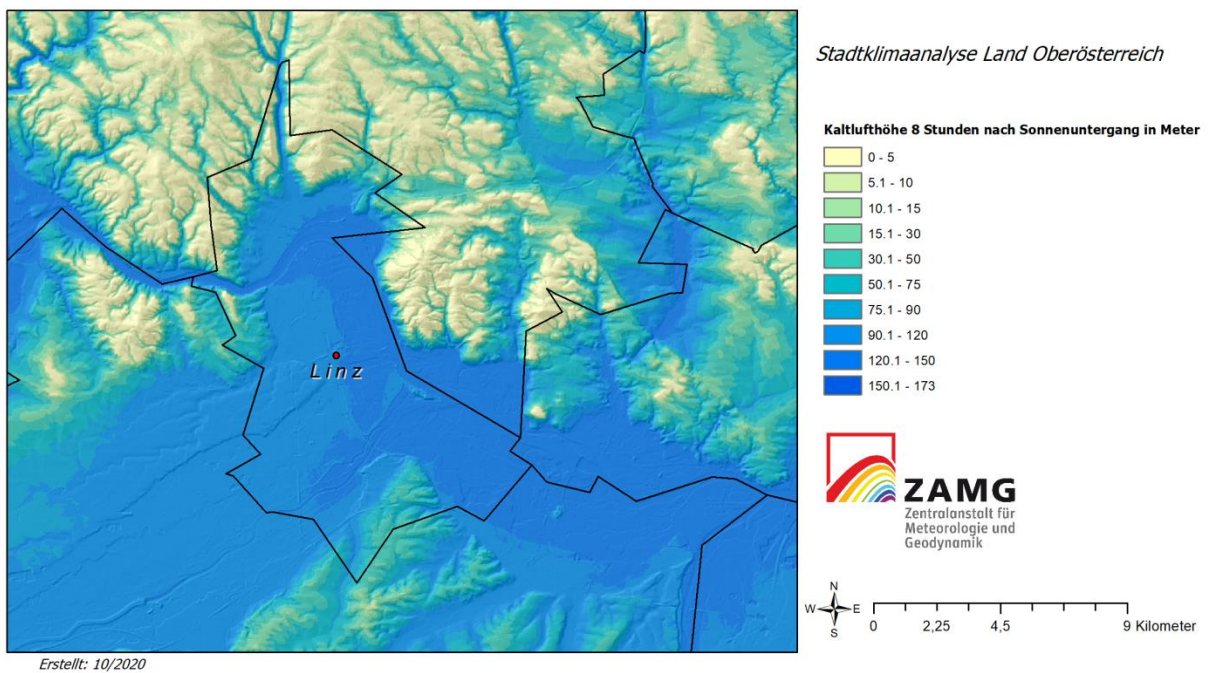 Stadtklimaanalyse Land Oberösterreich
Kaltlufthöhe 8 Stunden nach Sonnenuntergang in Meter
0 - 5
5.1 - 10
10.1 - 15
15.1 - 30
30.1 - 50
50.1 - 75
75.1 - 90
90.1 - 120
120.1 - 150
150.1 - 173
Linz
ZAMG
Zentralanstalt für
Meteorologie und
Geodynamik
N
W E
S
0 2,25 4,5 9 Kilometer
Erstellt: 10/2020